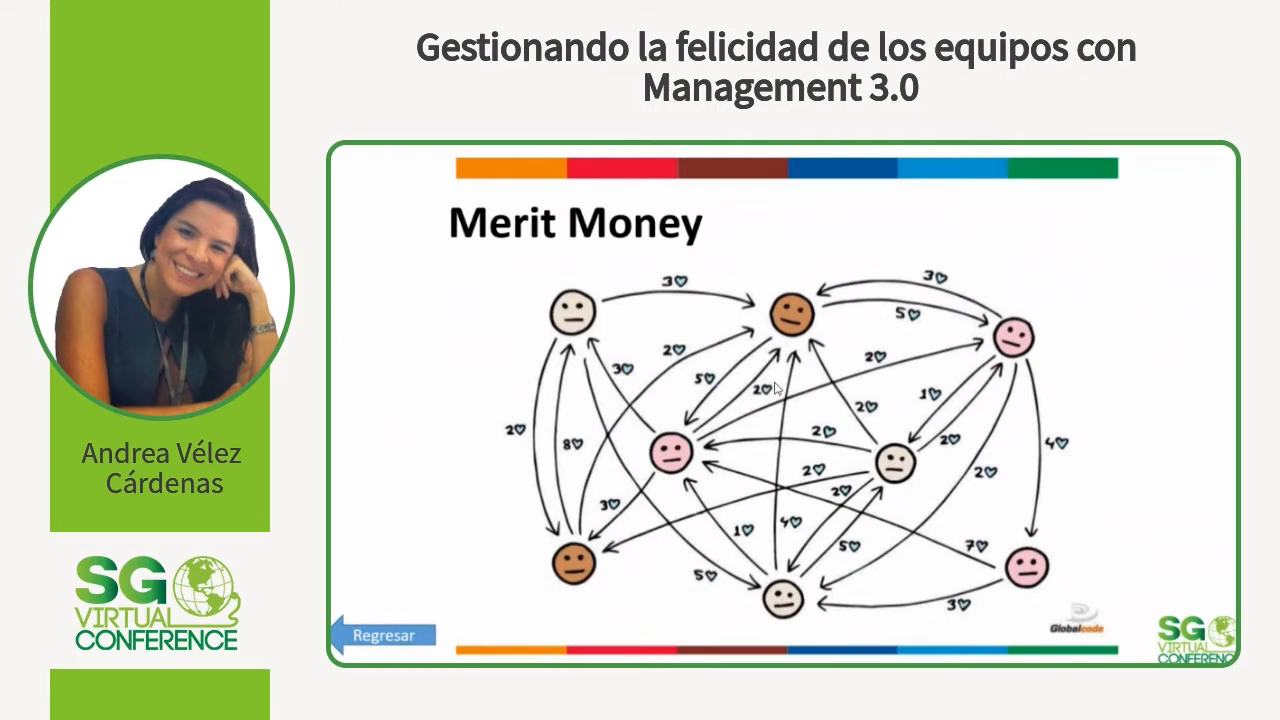 Gestionando la felicidad de los equipos con
Management 3.0
Merit Money
3♡
3♡
5♡
2♡
3♡
5♡
2♡
2♡
1♡
2♡
2♡
8♡
2♡
2♡
4♡
2♡
2♡
2♡
3♡
1♡
4♡
5♡
7♡
5♡
3♡
Regresar
Globalcode
SG
VIRTUAL
CONFERENC
Andrea Vélez
Cárdenas
SG
VIRTUAL
CONFERENCE